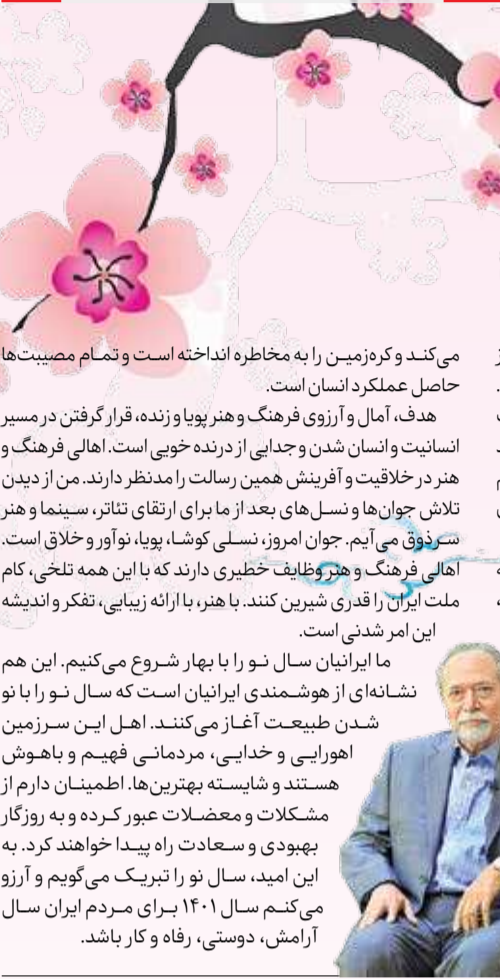 می‌کند و کره‌زمین را به مخاطره انداخته است و تمام مصیبت‌ها
حاصل عملکرد انسان است.
هدف، آمال و آرزوی فرهنگ و هنر پویا و زنده، قرار گرفتن در مسیر
انسانیت و انسان شدن و جدایی از درنده خویی است. اهالی فرهنگ و
هنر در خلاقیت و آفرینش همین رسالت را مدنظر دارند. من از دیدن
تلاش جوان‌ها و نسل‌های بعد از ما برای ارتقای تئاتر، سینما و هنر
سرذوق می‌آیم. جوان امروز، نسلی کوشا، پویا، نوآور و خلاق است.
اهالی فرهنگ و هنر وظایف خطیری دارند که با این همه تلخی، کام
ملت ایران را قدری شیرین کنند. با هنر، با ارائه زیبایی، تفکر و اندیشه
این امر شدنی است.
ما ایرانیان سال نو را با بهار شروع می‌کنیم. این هم
نشانه‌ای از هوشمندی ایرانیان است که سال نو را با نو
شدن طبیعت آغاز می‌کنند. اهل این سرزمین
اهورایی و خدایی، مردمانی فهیم و باهوش
هستند و شایسته بهترین‌ها. اطمینان دارم از
مشکلات و معضلات عبور کرده و به روزگار
بهبودی و سعادت راه پیدا خواهند کرد. به
این امید، سال نو را تبریک می‌گویم و آرزو
می‌کنم سال ۱۴۰۱ برای مردم ایران سال
آرامش، دوستی، رفاه و کار باشد.